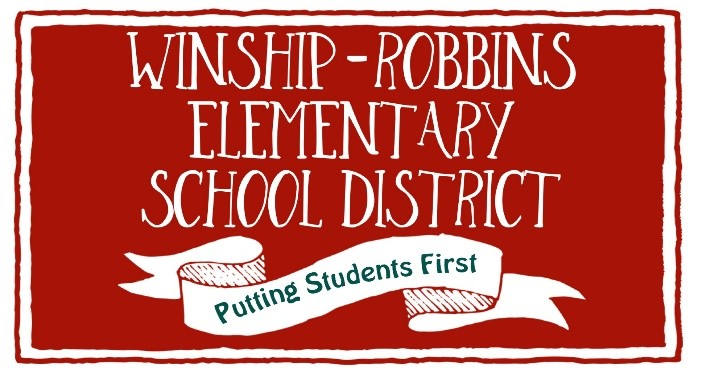 WINSHIP-ROBBINS
ELEMENTARY
SCHOOL DISTRICT
Putting Students First